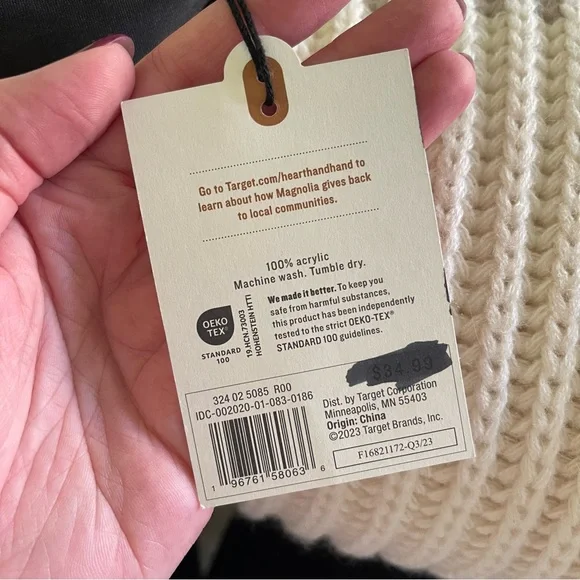 Go to Target.com/hearthandhand to
learn about how Magnolia gives back
to local communities.
100% acrylic
Machine wash. Tumble dry.
OEKO
TEX®
STANDARD
100
19.HCN.73003
HOHENSTEIN HTTI
We made it better. To keep you
safe from harmful substances,
this product has been independently
tested to the strict OEKO-TEX®
STANDARD 100 guidelines.
$34.99
324 02 5085 R00
IDC-002020-01-083-0186
1 96761 58063 6
Dist. by Target Corporation
Minneapolis, MN 55403
Origin: China
©2023 Target Brands, Inc.
F16821172-Q3/23